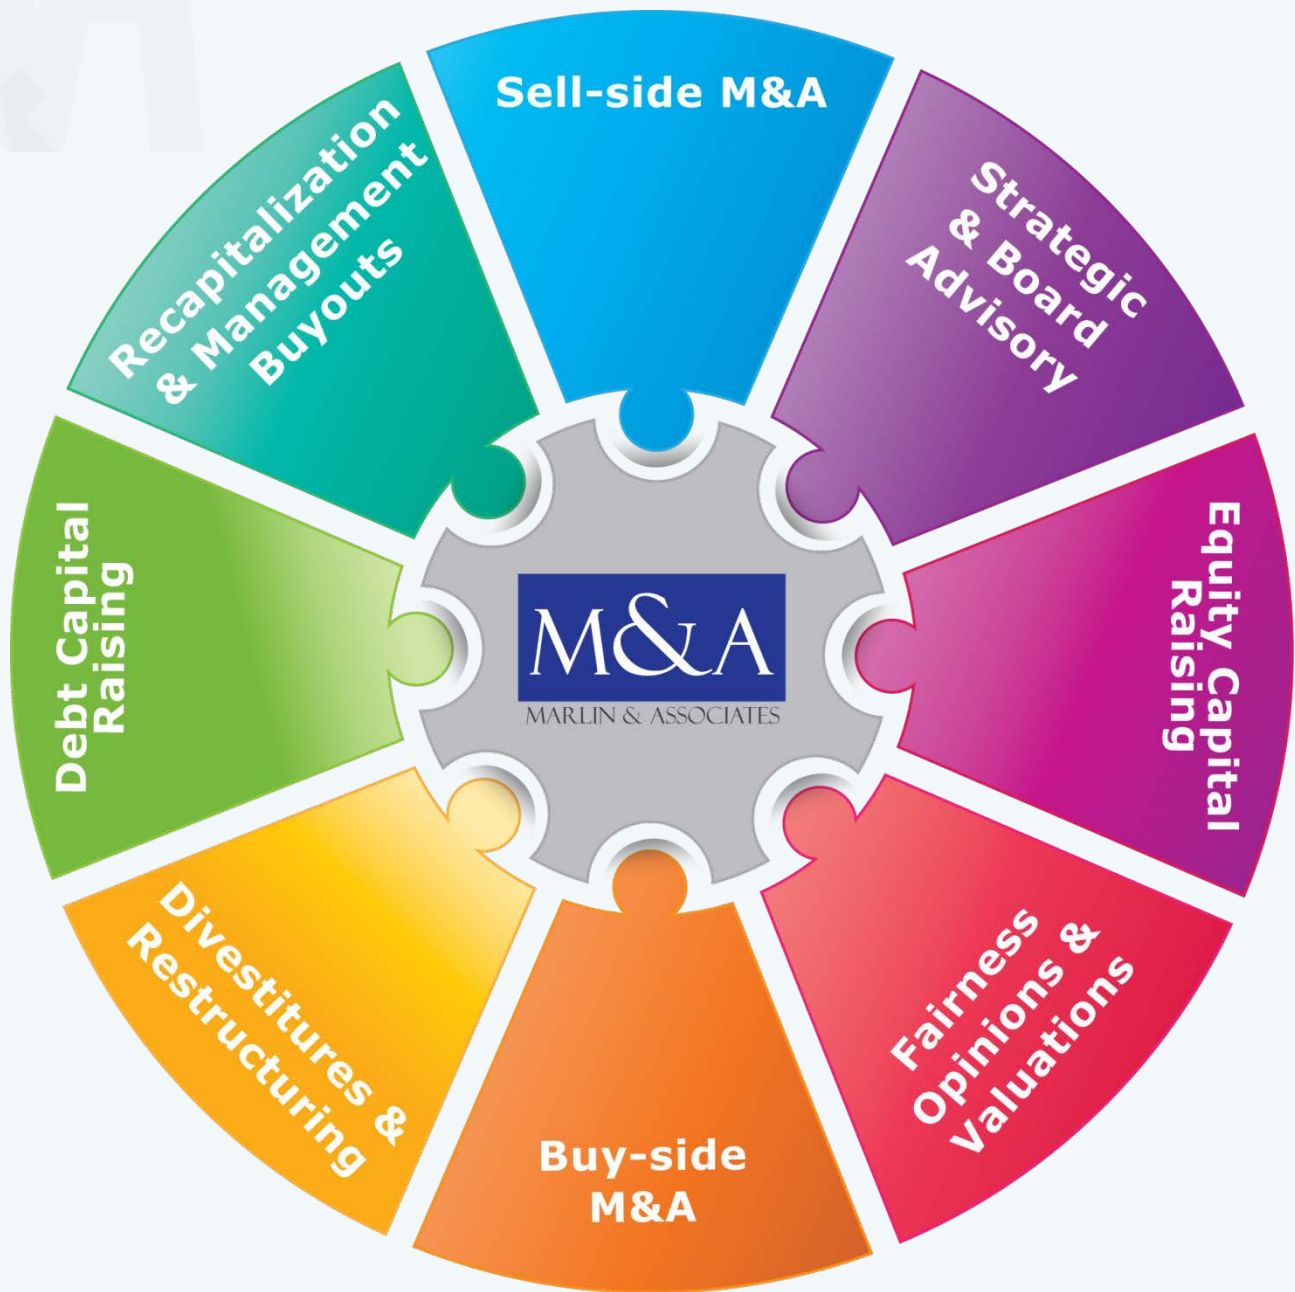 Sell-side M&A
Strategic
& Board
Advisory
Equity Capital
Raising
Fairness
Opinions &
Valuations
Buy-side
M&A
Divestitures &
Restructuring
Debt Capital
Raising
Recapitalization
& Management
Buyouts
M&A
MARLIN & ASSOCIATES